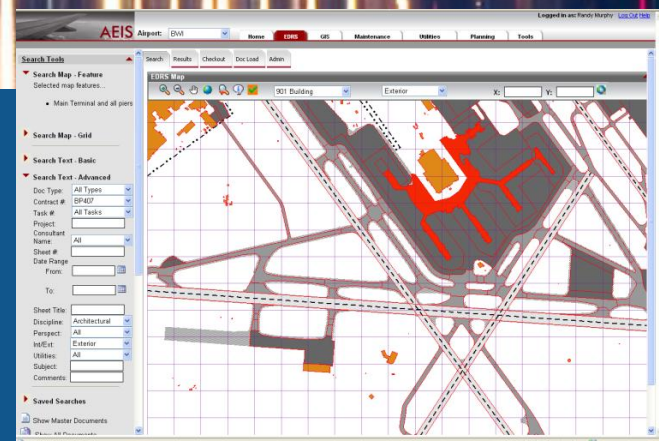 Logged in as: Randy Murphy Log Out Help
AEIS Airport: BWI
Home EDRS GIS Maintenance Utilities Planning Tools
Search Results Checkout Doc Load Admin
Search Tools
EDRS Map
901 Building Exterior X: Y:
Search Map - Feature
Selected map features...
Main Terminal and all piers
Search Map - Grid
Search Text - Basic
Search Text - Advanced
Doc Type: All Types
Contract #: BP407
Task #: All Tasks
Project:
Consultant
Name: All
Sheet #:
Date Range
From:
To:
Sheet Title:
Discipline: Architectural
Perspect: All
Int/Ext: Exterior
Utilities: All
Subject:
Comments:
Saved Searches
Show Master Documents
Show All Documents